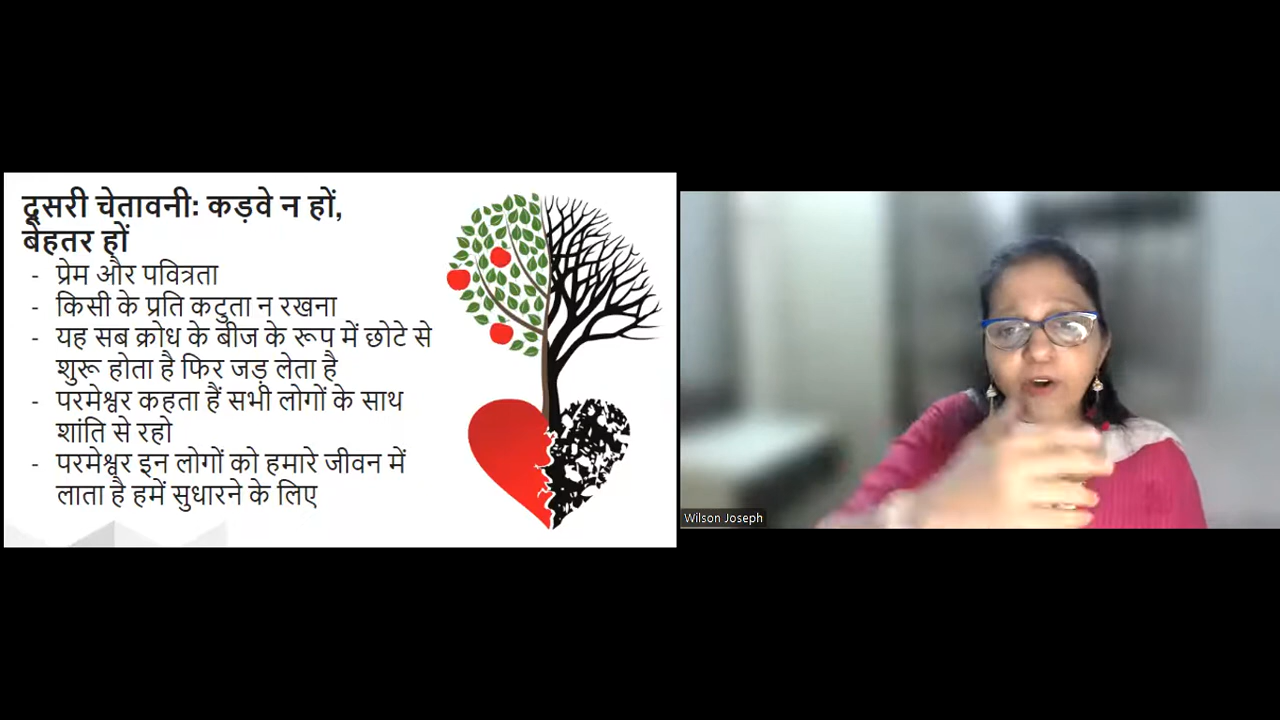 दूसरी चेतावनीः कड़वे न हों,
बेहतर हों
- प्रेम और पवित्रता
- किसी के प्रति कटुता न रखना
- यह सब क्रोध के बीज के रूप में छोटे से
शुरू होता है फिर जड़ लेता है
- परमेश्वर कहता हैं सभी लोगों के साथ
शांति से रहो
- परमेश्वर इन लोगों को हमारे जीवन में
लाता है हमें सुधारने के लिए
Wilson Joseph